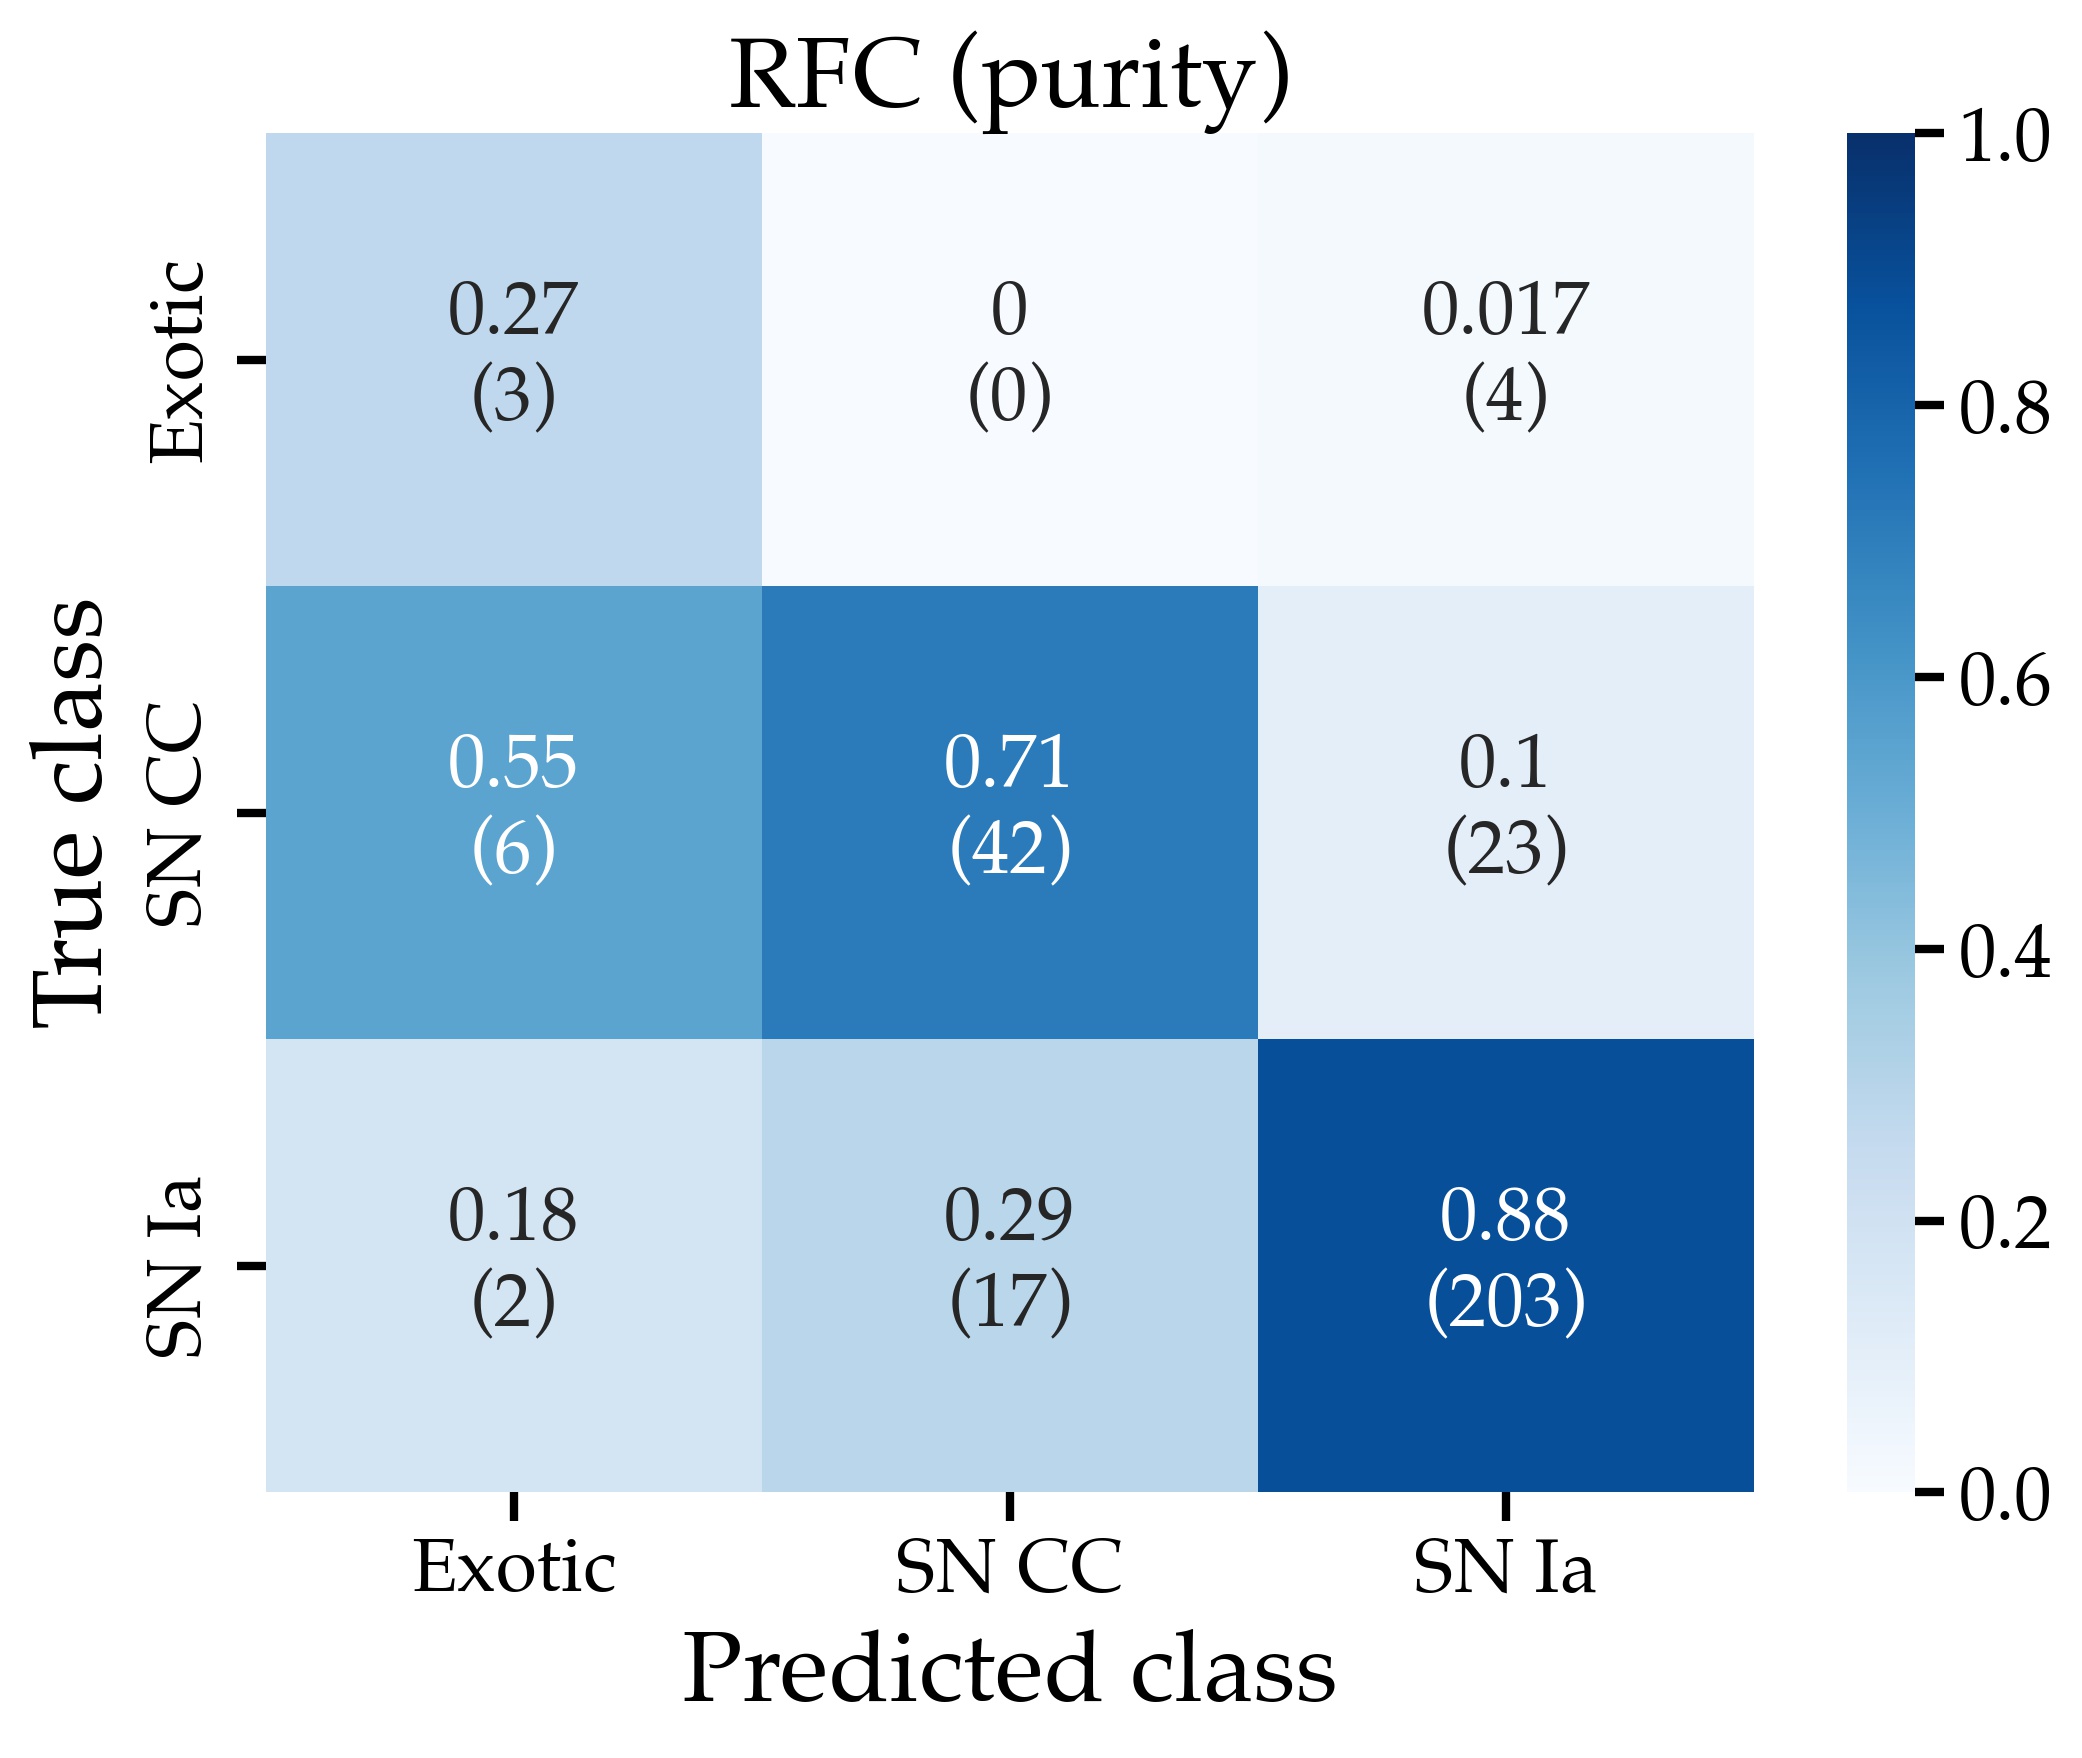 RFC (purity)
True class
Exotic
SN CC
SN Ia
0.27
(3)
0
(0)
0.017
(4)
0.55
(6)
0.71
(42)
0.1
(23)
0.18
(2)
0.29
(17)
0.88
(203)
Exotic
SN CC
SN Ia
Predicted class
1.0
0.8
0.6
0.4
0.2
0.0